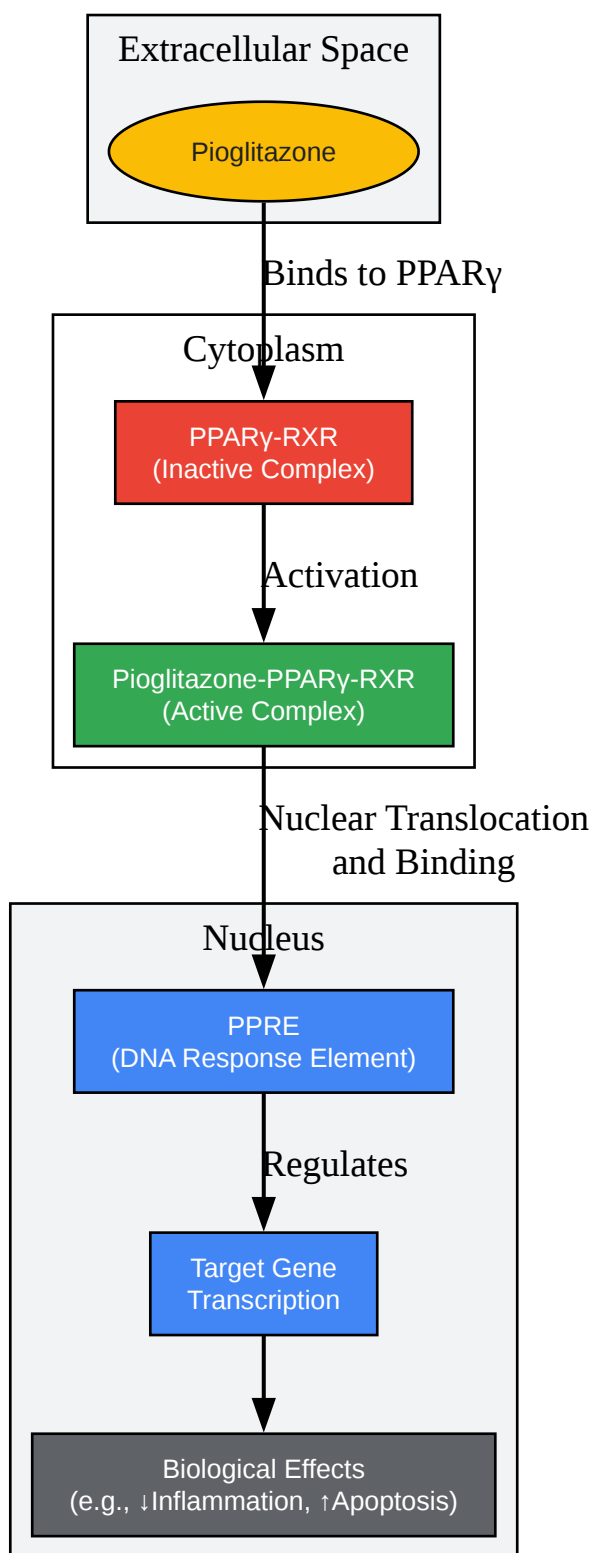 Extracellular Space
Pioglitazone
Binds to PPARγ
Cytoplasm
PPARγ-RXR
(Inactive Complex)
Activation
Pioglitazone-PPARγ-RXR
(Active Complex)
Nuclear Translocation
and Binding
Nucleus
PPRE
(DNA Response Element)
Regulates
Target Gene
Transcription
Biological Effects
(e.g., ↓Inflammation, ↑Apoptosis)